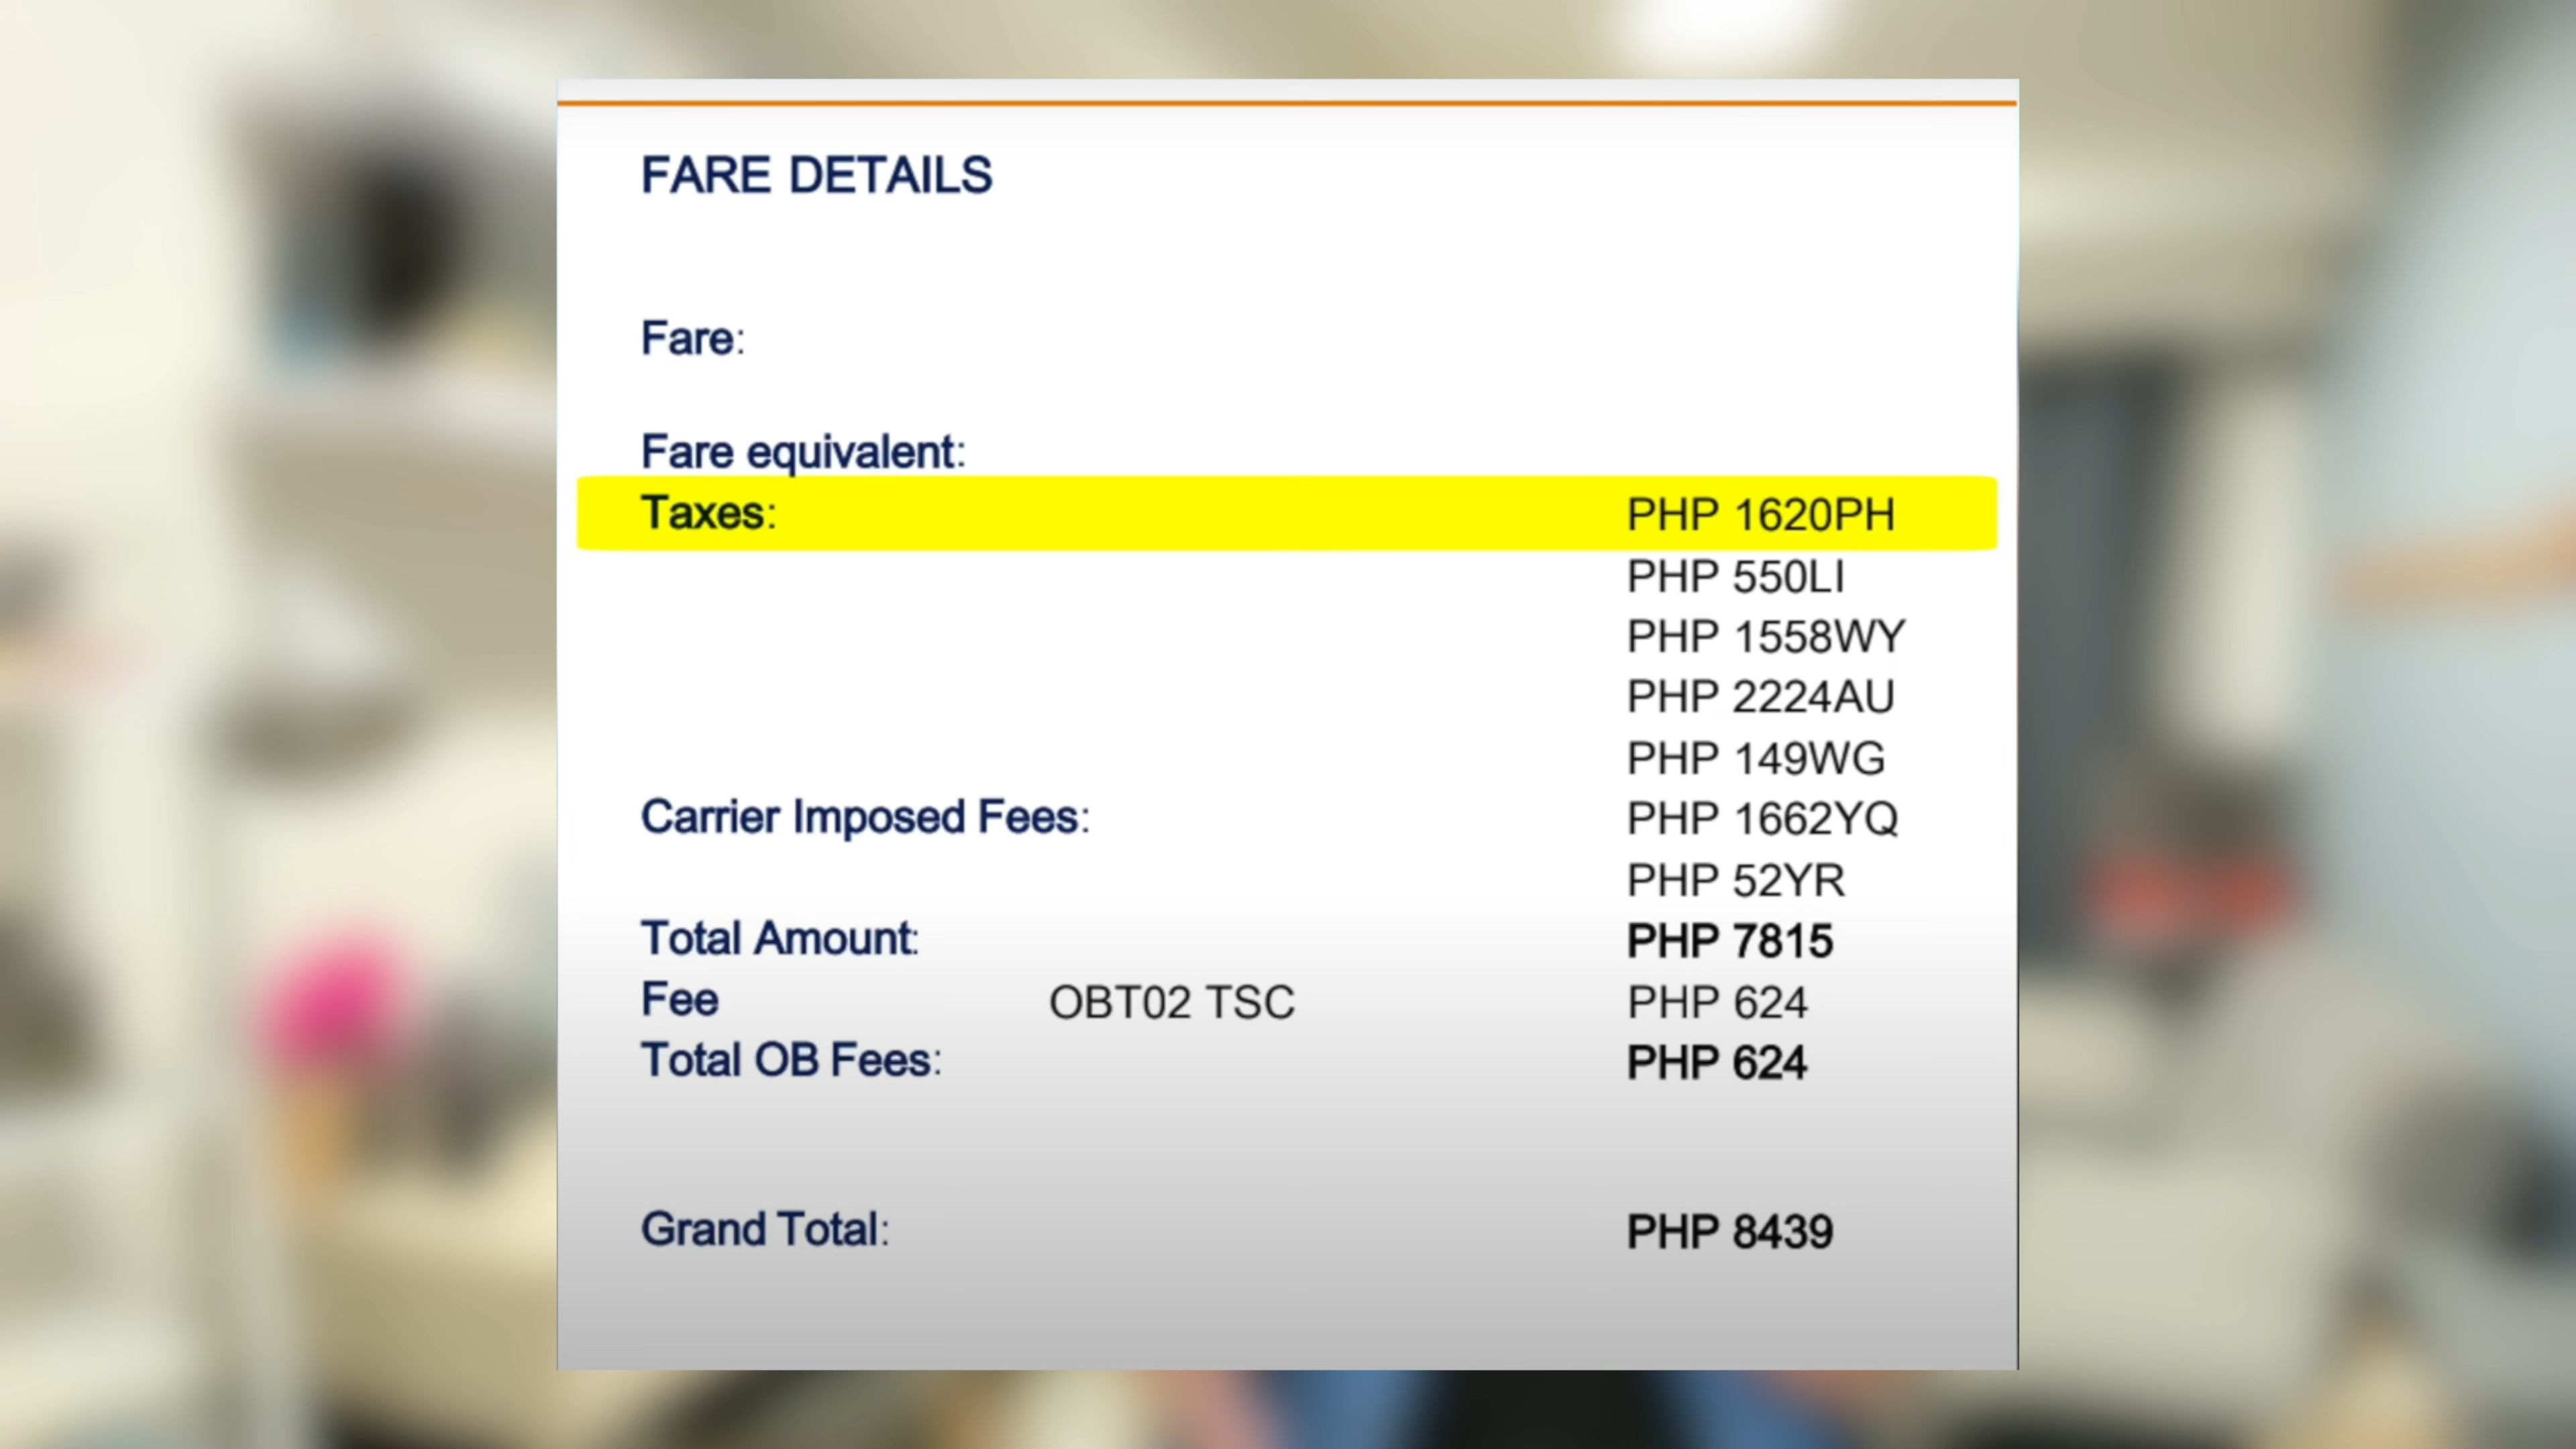 FARE DETAILS
Fare:
Fare equivalent:
Taxes: PHP 1620PH
PHP 550LI
PHP 1558WY
PHP 2224AU
PHP 149WG
Carrier Imposed Fees: PHP 1662YQ
PHP 52YR
Total Amount: PHP 7815
Fee OBT02 TSC PHP 624
Total OB Fees: PHP 624
Grand Total: PHP 8439